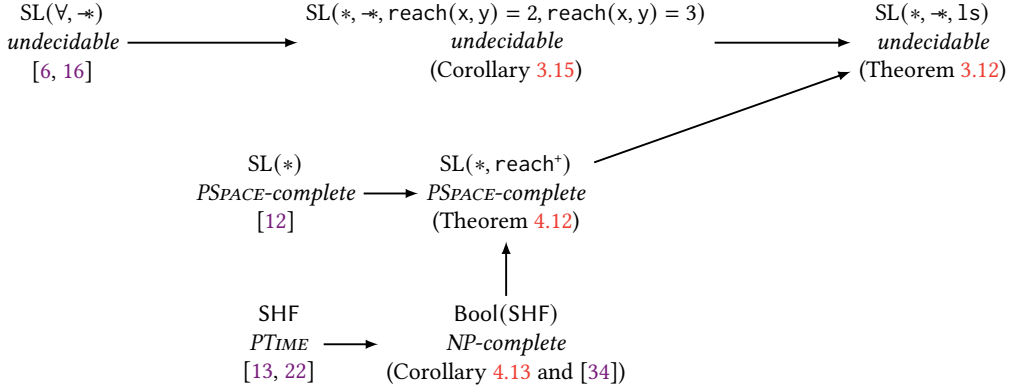 SL(∀, -∗)
undecidable
[6, 16]
SL(∗, -∗, reach(x, y) = 2, reach(x, y) = 3)
undecidable
(Corollary 3.15)
SL(∗, -∗, ls)
undecidable
(Theorem 3.12)
SL(∗)
PSPACE-complete
[12]
SL(∗, reach⁺)
PSPACE-complete
(Theorem 4.12)
SHF
PTIME
[13, 22]
Bool(SHF)
NP-complete
(Corollary 4.13 and [34])